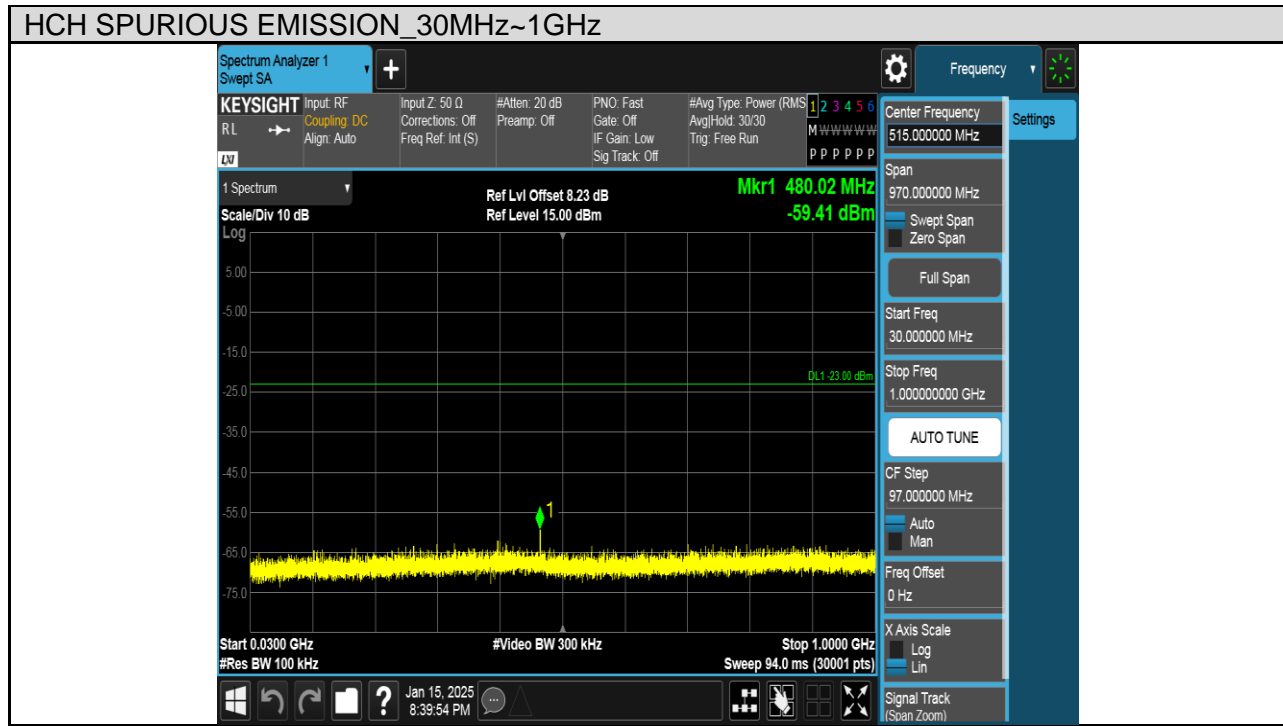 HCH SPURIOUS EMISSION_30MHz~1GHz
Spectrum Analyzer 1
Swept SA
+
Frequency
KEYSIGHT
RL
LXI
Input: RF
Coupling: DC
Align: Auto
Input Z: 50 Ω
Corrections: Off
Freq Ref: Int (S)
#Atten: 20 dB
Preamp: Off
PNO: Fast
Gate: Off
IF Gain: Low
Sig Track: Off
#Avg Type: Power (RMS
Avg|Hold: 30/30
Trig: Free Run
1 2 3 4 5 6
M W W W W W
P P P P P P
1 Spectrum
Scale/Div 10 dB
Log
Ref Lvl Offset 8.23 dB
Ref Level 15.00 dBm
Mkr1 480.02 MHz
-59.41 dBm
5.00
-5.00
-15.0
DL1 -23.00 dBm
-25.0
-35.0
-45.0
-55.0
1
-65.0
-75.0
Start 0.0300 GHz
#Res BW 100 kHz
#Video BW 300 kHz
Stop 1.0000 GHz
Sweep 94.0 ms (30001 pts)
?
Jan 15, 2025
8:39:54 PM
Center Frequency
515.000000 MHz
Settings
Span
970.000000 MHz
Swept Span
Zero Span
Full Span
Start Freq
30.000000 MHz
Stop Freq
1.000000000 GHz
AUTO TUNE
CF Step
97.000000 MHz
Auto
Man
Freq Offset
0 Hz
X Axis Scale
Log
Lin
Signal Track
(Span Zoom)